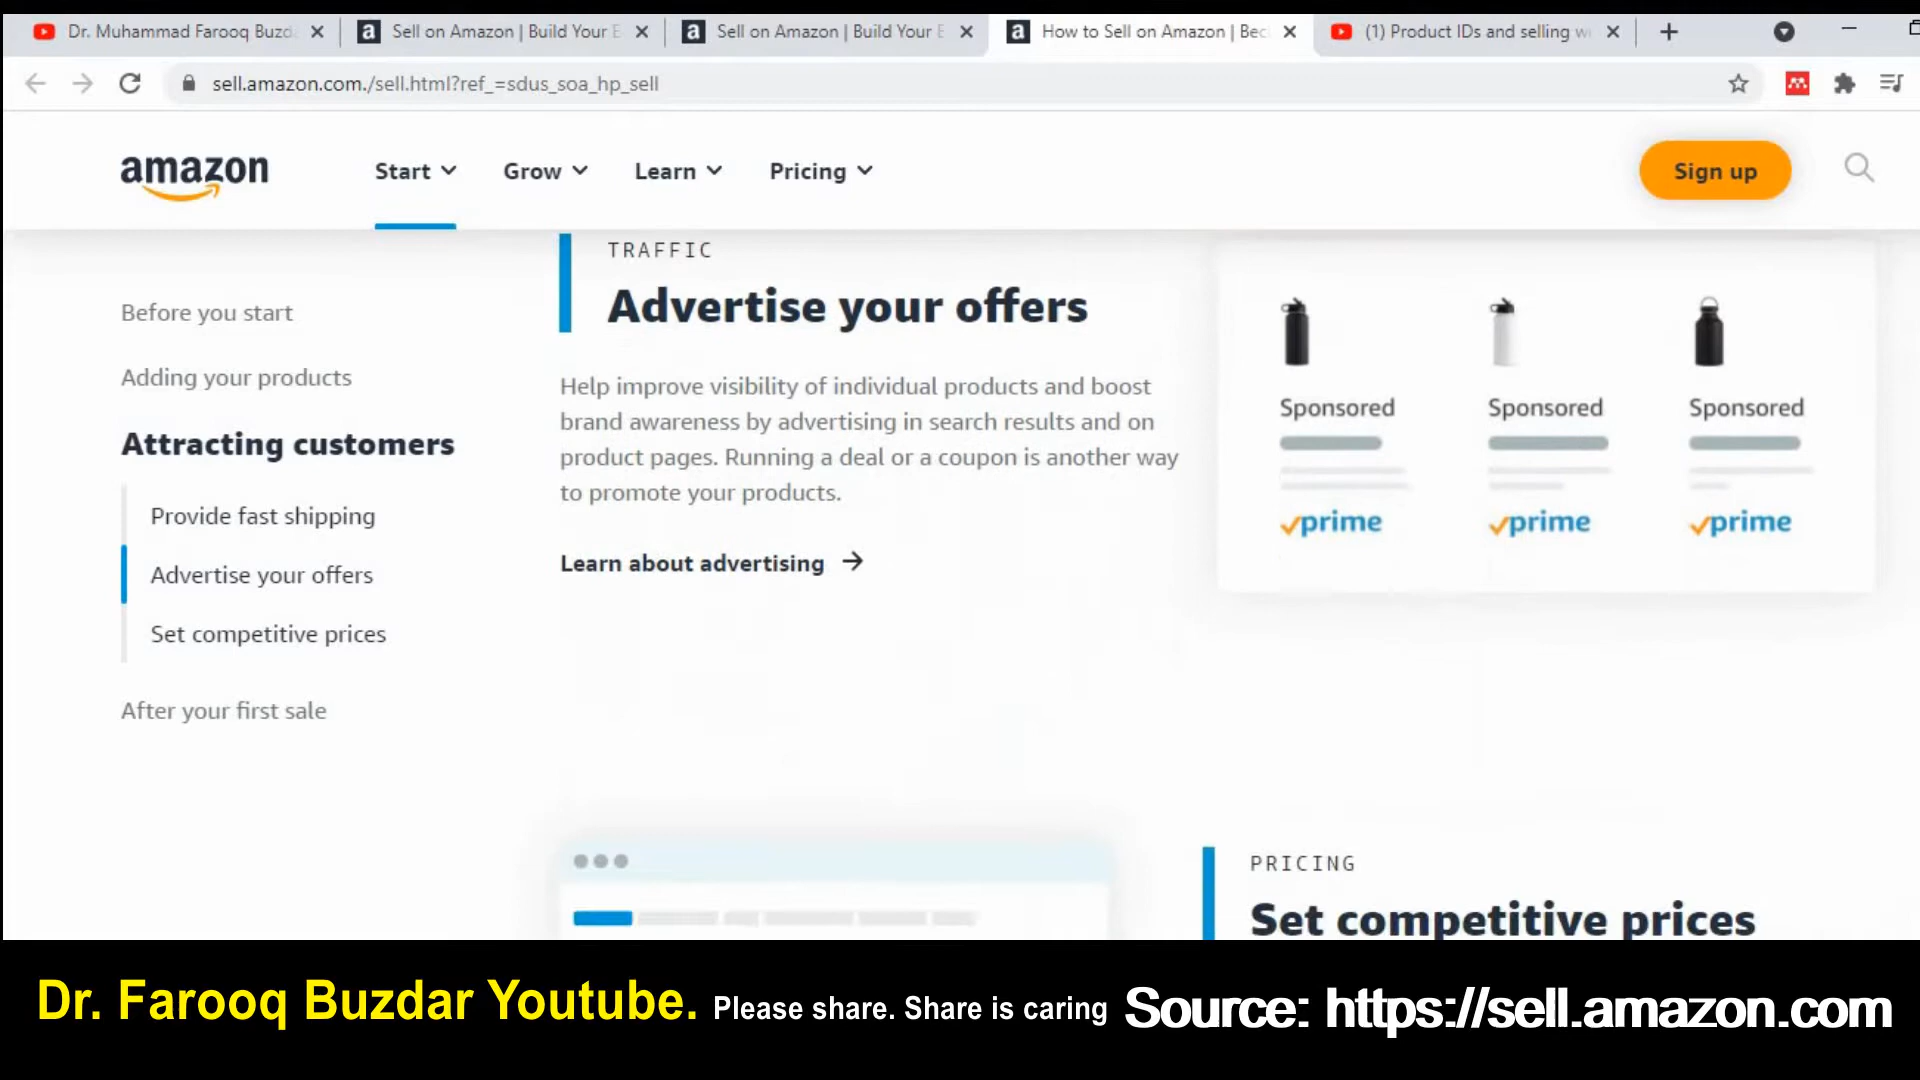 Dr. Muhammad Farooq Buzd
Sell on Amazon | Build Your E
Sell on Amazon | Build Your E
How to Sell on Amazon | Bec
(1) Product IDs and selling w
sell.amazon.com./sell.html?ref_=sdus_soa_hp_sell
amazon
Start
Grow
Learn
Pricing
Sign up
Before you start
Adding your products
Attracting customers
Provide fast shipping
Advertise your offers
Set competitive prices
After your first sale
TRAFFIC
Advertise your offers
Help improve visibility of individual products and boost
brand awareness by advertising in search results and on
product pages. Running a deal or a coupon is another way
to promote your products.
Learn about advertising →
Sponsored
Sponsored
Sponsored
prime
prime
prime
PRICING
Set competitive prices
Dr. Farooq Buzdar Youtube. Please share. Share is caring Source: https://sell.amazon.com